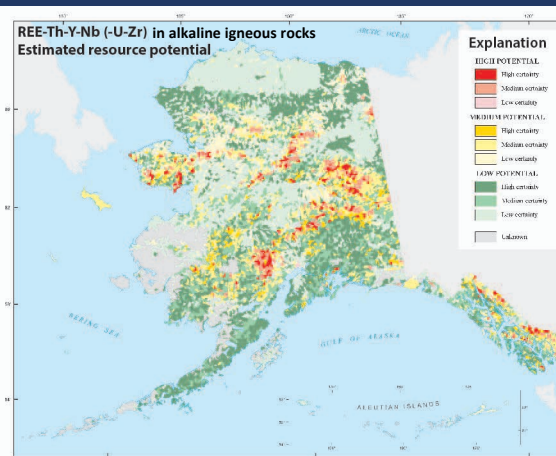 REE-Th-Y-Nb (-U-Zr) in alkaline igneous rocks
Estimated resource potential
ARCTIC OCEAN
Explanation
HIGH POTENTIAL
High certainty
Medium certainty
Low certainty
MEDIUM POTENTIAL
High certainty
Medium certainty
Low certainty
LOW POTENTIAL
High certainty
Medium certainty
Low certainty
Unknown
BERING SEA
GULF OF ALASKA
ALEUTIAN ISLANDS